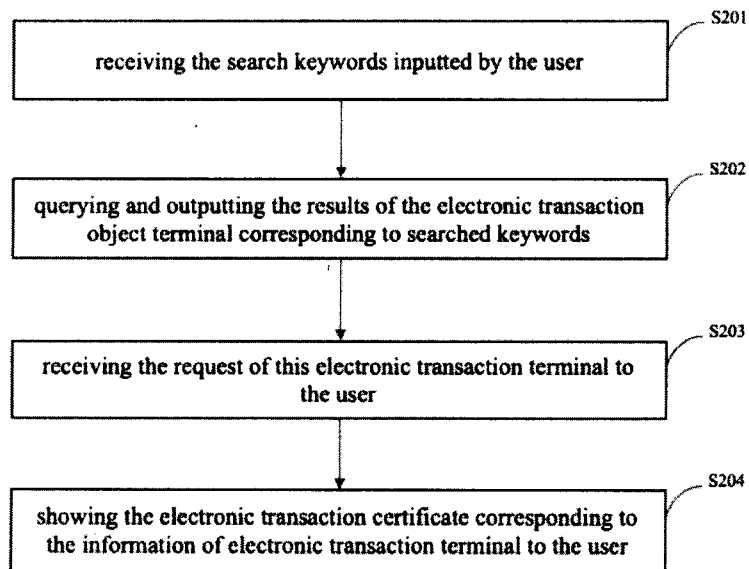 S201
receiving the search keywords inputted by the user
S202
querying and outputting the results of the electronic transaction
object terminal corresponding to searched keywords
S203
receiving the request of this electronic transaction terminal to
the user
S204
showing the electronic transaction certificate corresponding to
the information of electronic transaction terminal to the user